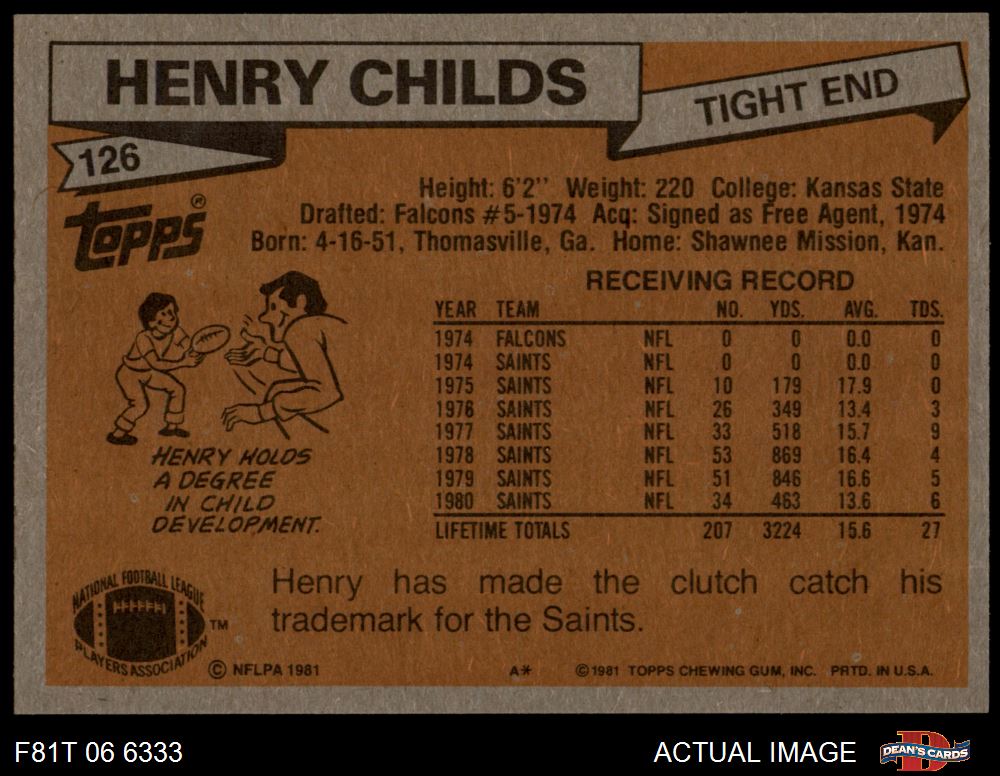 HENRY CHILDS
TIGHT END
126
TOPPS®
Height: 6'2'' Weight: 220 College: Kansas State
Drafted: Falcons #5-1974 Acq: Signed as Free Agent, 1974
Born: 4-16-51, Thomasville, Ga. Home: Shawnee Mission, Kan.
RECEIVING RECORD
YEAR TEAM NO. YDS. AVG. TDS.
1974 FALCONS NFL 0 0 0.0 0
1974 SAINTS NFL 0 0 0.0 0
1975 SAINTS NFL 10 179 17.9 0
1976 SAINTS NFL 26 349 13.4 3
1977 SAINTS NFL 33 518 15.7 9
1978 SAINTS NFL 53 869 16.4 4
1979 SAINTS NFL 51 846 16.6 5
1980 SAINTS NFL 34 463 13.6 6
LIFETIME TOTALS 207 3224 15.6 27
HENRY HOLDS
A DEGREE
IN CHILD
DEVELOPMENT.
Henry has made the clutch catch his
trademark for the Saints.
NATIONAL FOOTBALL LEAGUE
PLAYERS ASSOCIATION
TM
© NFLPA 1981
A*
© 1981 TOPPS CHEWING GUM, INC. PRTD. IN U.S.A.
F81T 06 6333
ACTUAL IMAGE
D
DEAN'S CARDS